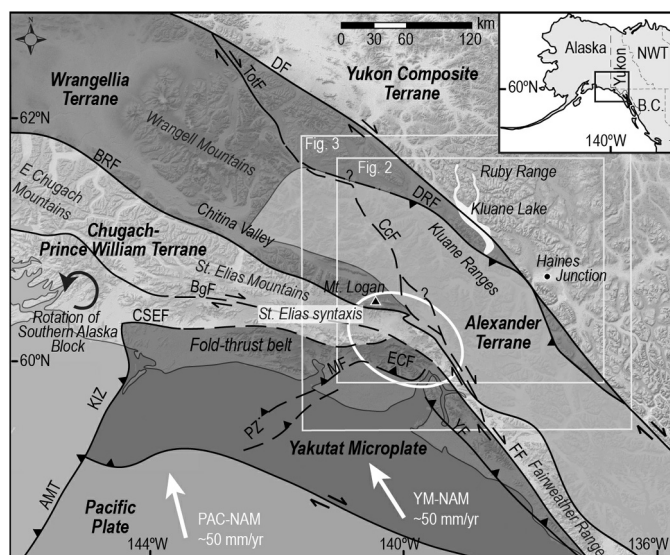 0 30 60 120
km
Alaska
Yukon
NWT
B.C.
60°N
140°W
DF
TotF
Yukon Composite
Terrane
Wrangellia
Terrane
62°N
Wrangell Mountains
Fig. 3
Fig. 2
BRF
?
Ruby Range
DRF
Kluane Lake
E Chugach
Mountains
Chitina Valley
CcF
Kluane Ranges
Chugach-
Prince William Terrane
Haines
Junction
St. Elias Mountains
Mt. Logan
?
BgF
Rotation of
Southern Alaska
Block
St. Elias syntaxis
CSEF
Alexander
Terrane
60°N
Fold-thrust belt
MF
ECF
KIZ
PZ
YF
FF
Fairweather Range
Yakutat Microplate
AMT
Pacific
Plate
PAC-NAM
~50 mm/yr
YM-NAM
~50 mm/yr
144°W
140°W
136°W